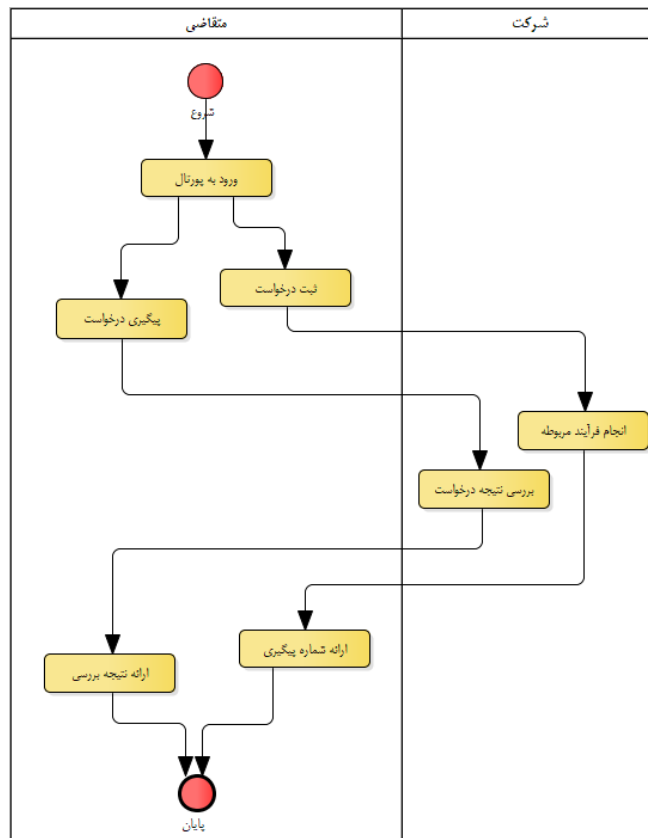 متقاضی
شرکت
شروع
ورود به پورتال
ثبت درخواست
پیگیری درخواست
انجام فرآیند مربوطه
بررسی نتیجه درخواست
ارائه شماره پیگیری
ارائه نتیجه بررسی
پایان